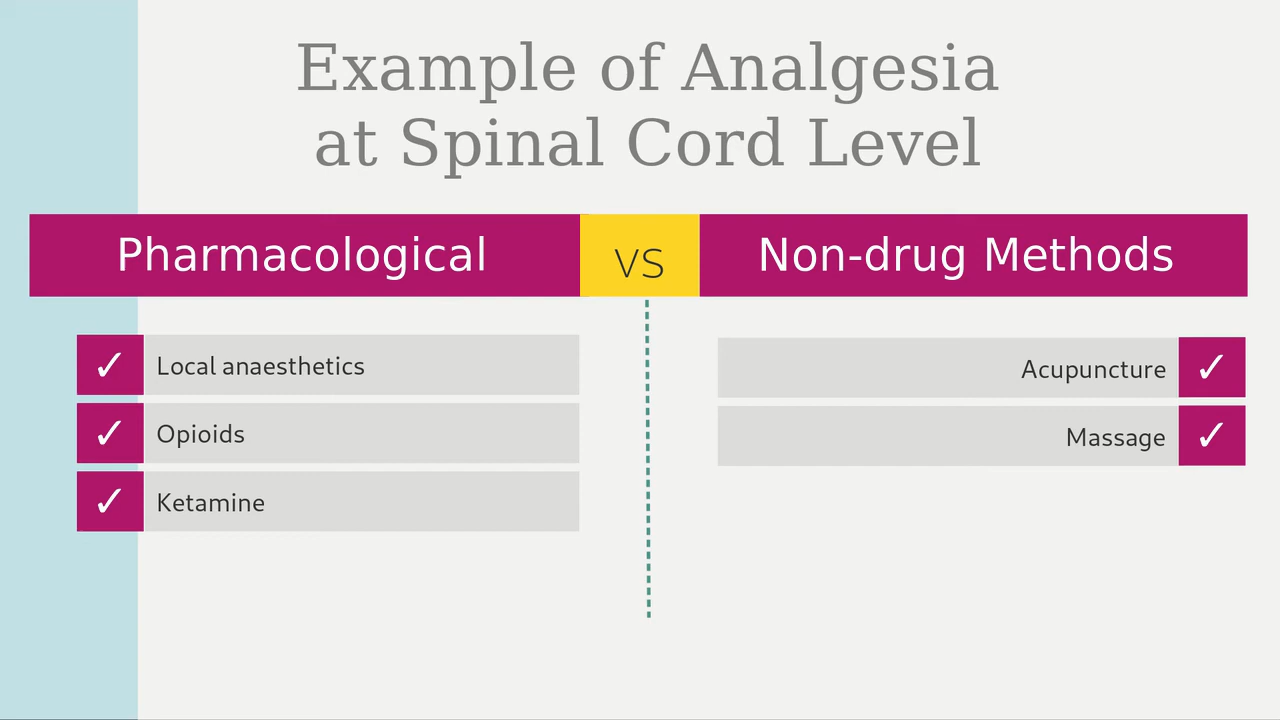 Example of Analgesia
at Spinal Cord Level
Pharmacological
VS
Non-drug Methods
✓ Local anaesthetics
✓ Opioids
✓ Ketamine
Acupuncture ✓
Massage ✓